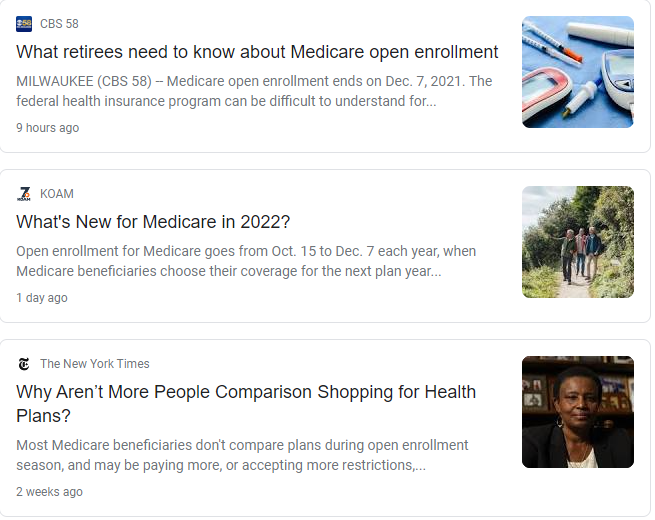 CBS 58
What retirees need to know about Medicare open enrollment
MILWAUKEE (CBS 58) -- Medicare open enrollment ends on Dec. 7, 2021. The
federal health insurance program can be difficult to understand for...
9 hours ago
KOAM
What's New for Medicare in 2022?
Open enrollment for Medicare goes from Oct. 15 to Dec. 7 each year, when
Medicare beneficiaries choose their coverage for the next plan year...
1 day ago
The New York Times
Why Aren’t More People Comparison Shopping for Health
Plans?
Most Medicare beneficiaries don't compare plans during open enrollment
season, and may be paying more, or accepting more restrictions,...
2 weeks ago